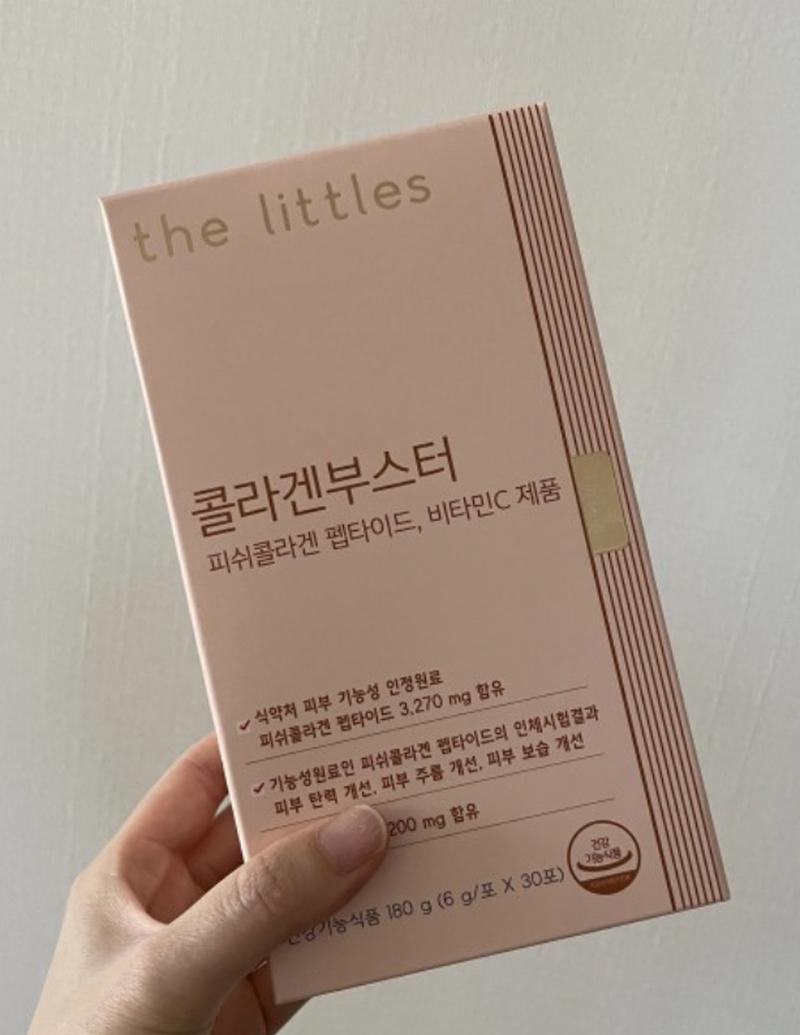 the littles
콜라겐부스터
피쉬콜라겐 펩타이드, 비타민C 제품
식약처 피부 기능성 인정원료
피쉬콜라겐 펩타이드 3,270 mg 함유
기능성원료인 피쉬콜라겐 펩타이드의 인체시험결과
피부 탄력 개선, 피부 주름 개선, 피부 보습 개선
200 mg 함유
건강
기능식품
건강기능식품 180 g (6 g/포 X 30포)